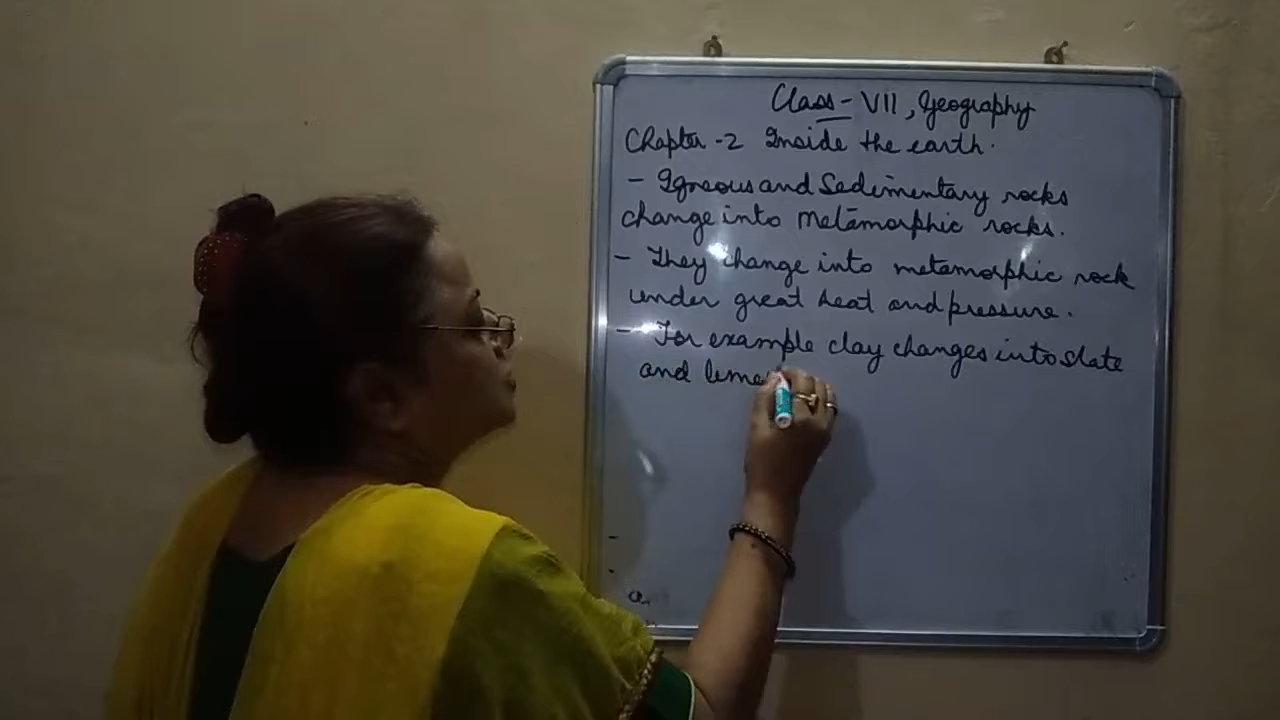 Class - VII, Geography
Chapter - 2 Inside the earth.
- Igneous and Sedimentary rocks
change into Metamorphic rocks.
- They change into metamorphic rock
under great heat and pressure.
- For example clay changes into slate
and